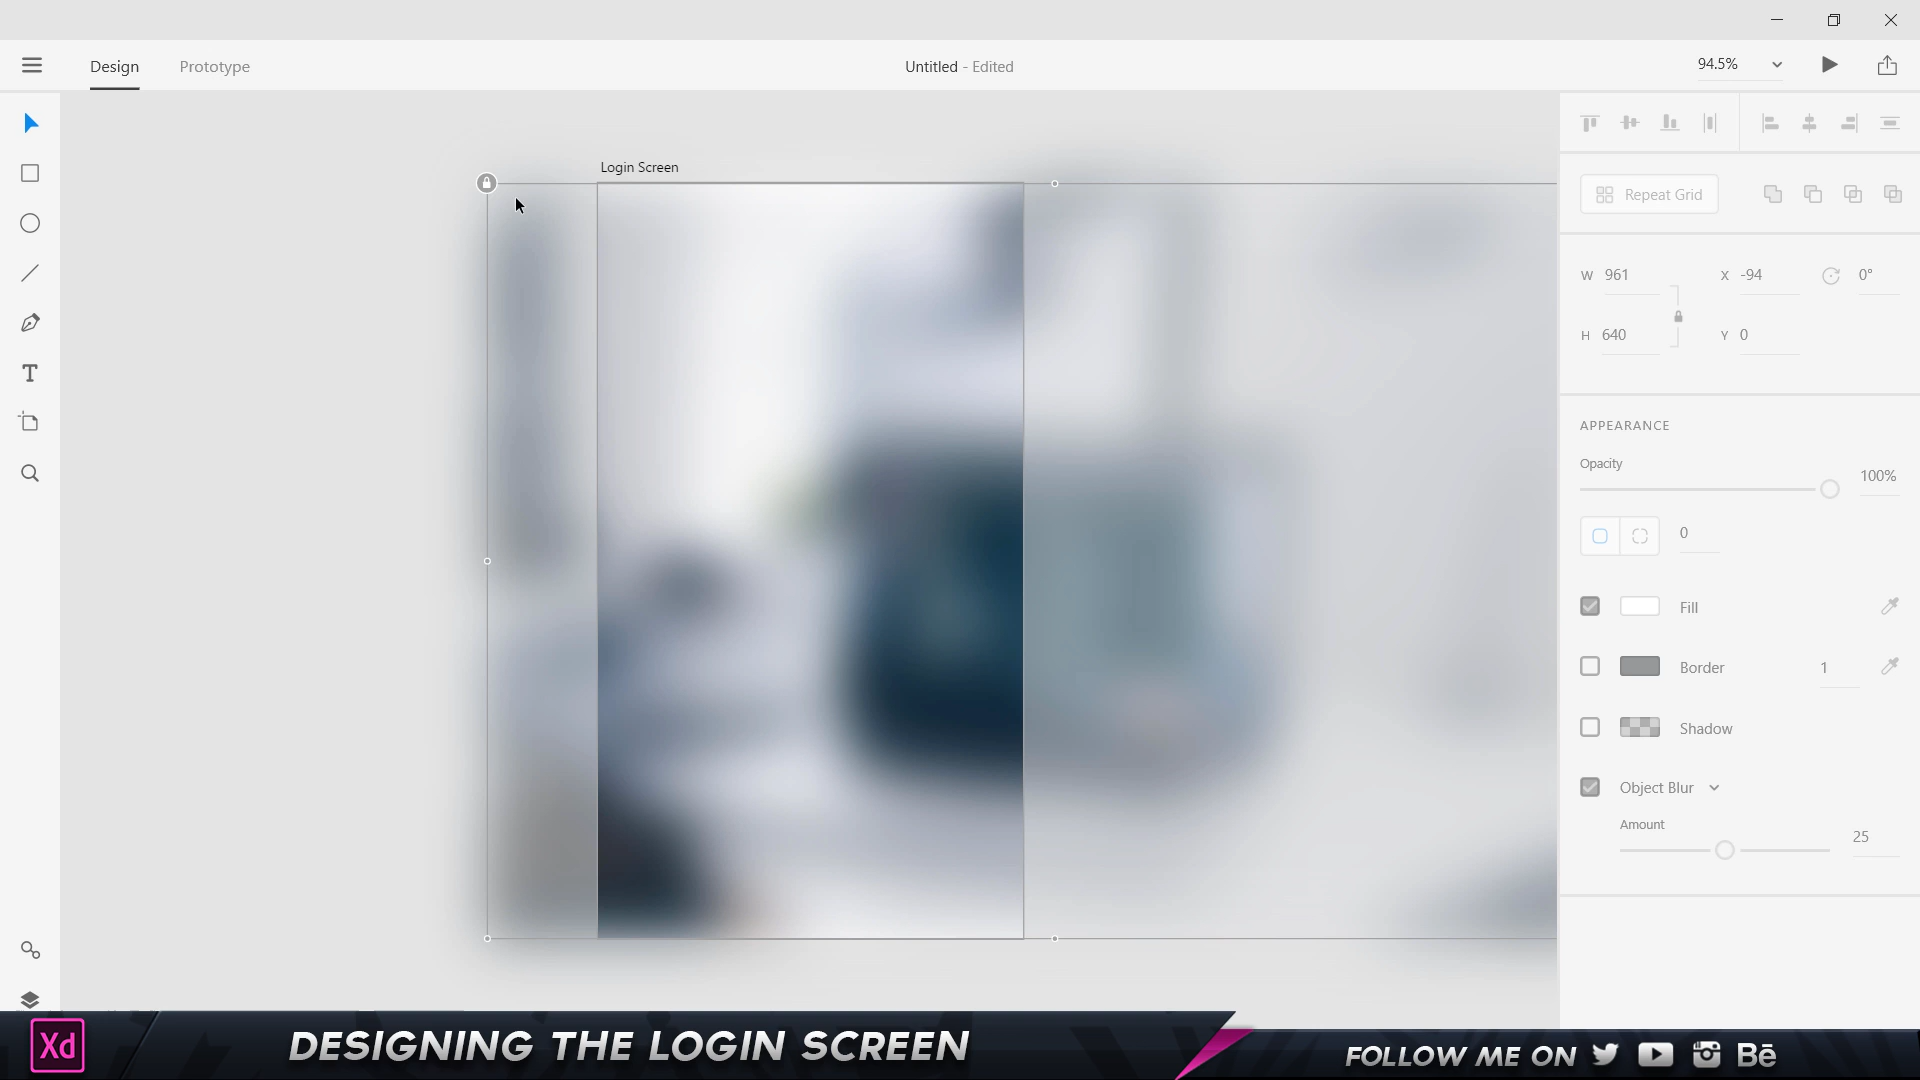 Design
Prototype
Untitled - Edited
94.5%
Login Screen
Repeat Grid
W 961
X -94
0°
H 640
Y 0
APPEARANCE
Opacity
100%
0
Fill
Border
1
Shadow
Object Blur
Amount
25
Xd
DESIGNING THE LOGIN SCREEN
FOLLOW ME ON
Bē